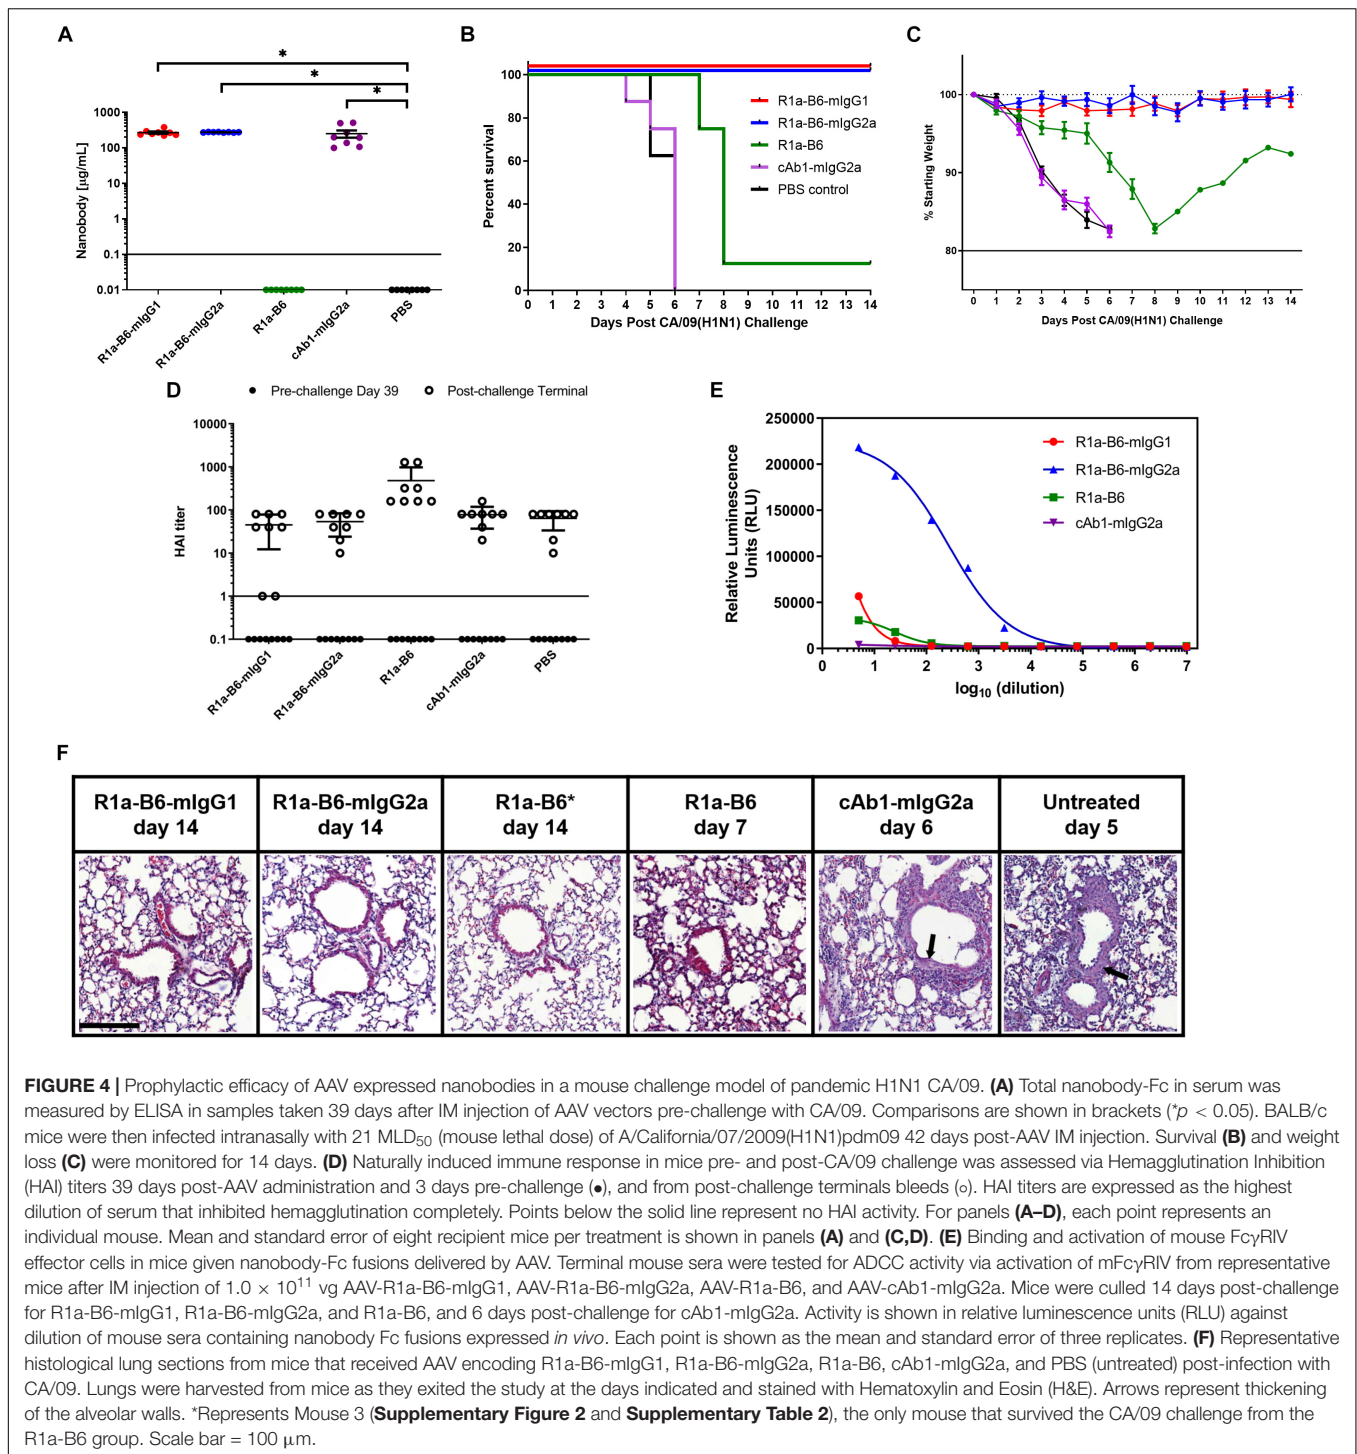 A
*
*
*
Nanobody [µg/mL]
1000
100
10
1
0.1
0.01
R1a-B6-mIgG1
R1a-B6-mIgG2a
R1a-B6
cAb1-mIgG2a
PBS
B
Percent survival
100
80
60
40
20
0
0 1 2 3 4 5 6 7 8 9 10 11 12 13 14
Days Post CA/09(H1N1) Challenge
R1a-B6-mIgG1
R1a-B6-mIgG2a
R1a-B6
cAb1-mIgG2a
PBS control
C
% Starting Weight
100
90
80
0 1 2 3 4 5 6 7 8 9 10 11 12 13 14
Days Post CA/09(H1N1) Challenge
D
Pre-challenge Day 39
Post-challenge Terminal
HAI titer
10000
1000
100
10
1
0.1
R1a-B6-mIgG1
R1a-B6-mIgG2a
R1a-B6
cAb1-mIgG2a
PBS
E
Relative Luminescence
Units (RLU)
250000
200000
150000
100000
50000
0
0 1 2 3 4 5 6 7
log10 (dilution)
R1a-B6-mIgG1
R1a-B6-mIgG2a
R1a-B6
cAb1-mIgG2a
F
R1a-B6-mIgG1
day 14
R1a-B6-mIgG2a
day 14
R1a-B6*
day 14
R1a-B6
day 7
cAb1-mIgG2a
day 6
Untreated
day 5
FIGURE 4 | Prophylactic efficacy of AAV expressed nanobodies in a mouse challenge model of pandemic H1N1 CA/09. (A) Total nanobody-Fc in serum was
measured by ELISA in samples taken 39 days after IM injection of AAV vectors pre-challenge with CA/09. Comparisons are shown in brackets (*p < 0.05). BALB/c
mice were then infected intranasally with 21 MLD50 (mouse lethal dose) of A/California/07/2009(H1N1)pdm09 42 days post-AAV IM injection. Survival (B) and weight
loss (C) were monitored for 14 days. (D) Naturally induced immune response in mice pre- and post-CA/09 challenge was assessed via Hemagglutination Inhibition
(HAI) titers 39 days post-AAV administration and 3 days pre-challenge (●), and from post-challenge terminals bleeds (○). HAI titers are expressed as the highest
dilution of serum that inhibited hemagglutination completely. Points below the solid line represent no HAI activity. For panels (A–D), each point represents an
individual mouse. Mean and standard error of eight recipient mice per treatment is shown in panels (A) and (C,D). (E) Binding and activation of mouse FcγRIV
effector cells in mice given nanobody-Fc fusions delivered by AAV. Terminal mouse sera were tested for ADCC activity via activation of mFcγRIV from representative
mice after IM injection of 1.0 × 10¹¹ vg AAV-R1a-B6-mIgG1, AAV-R1a-B6-mIgG2a, AAV-R1a-B6, and AAV-cAb1-mIgG2a. Mice were culled 14 days post-challenge
for R1a-B6-mIgG1, R1a-B6-mIgG2a, and R1a-B6, and 6 days post-challenge for cAb1-mIgG2a. Activity is shown in relative luminescence units (RLU) against
dilution of mouse sera containing nanobody Fc fusions expressed in vivo. Each point is shown as the mean and standard error of three replicates. (F) Representative
histological lung sections from mice that received AAV encoding R1a-B6-mIgG1, R1a-B6-mIgG2a, R1a-B6, cAb1-mIgG2a, and PBS (untreated) post-infection with
CA/09. Lungs were harvested from mice as they exited the study at the days indicated and stained with Hematoxylin and Eosin (H&E). Arrows represent thickening
of the alveolar walls. *Represents Mouse 3 (Supplementary Figure 2 and Supplementary Table 2), the only mouse that survived the CA/09 challenge from the
R1a-B6 group. Scale bar = 100 µm.